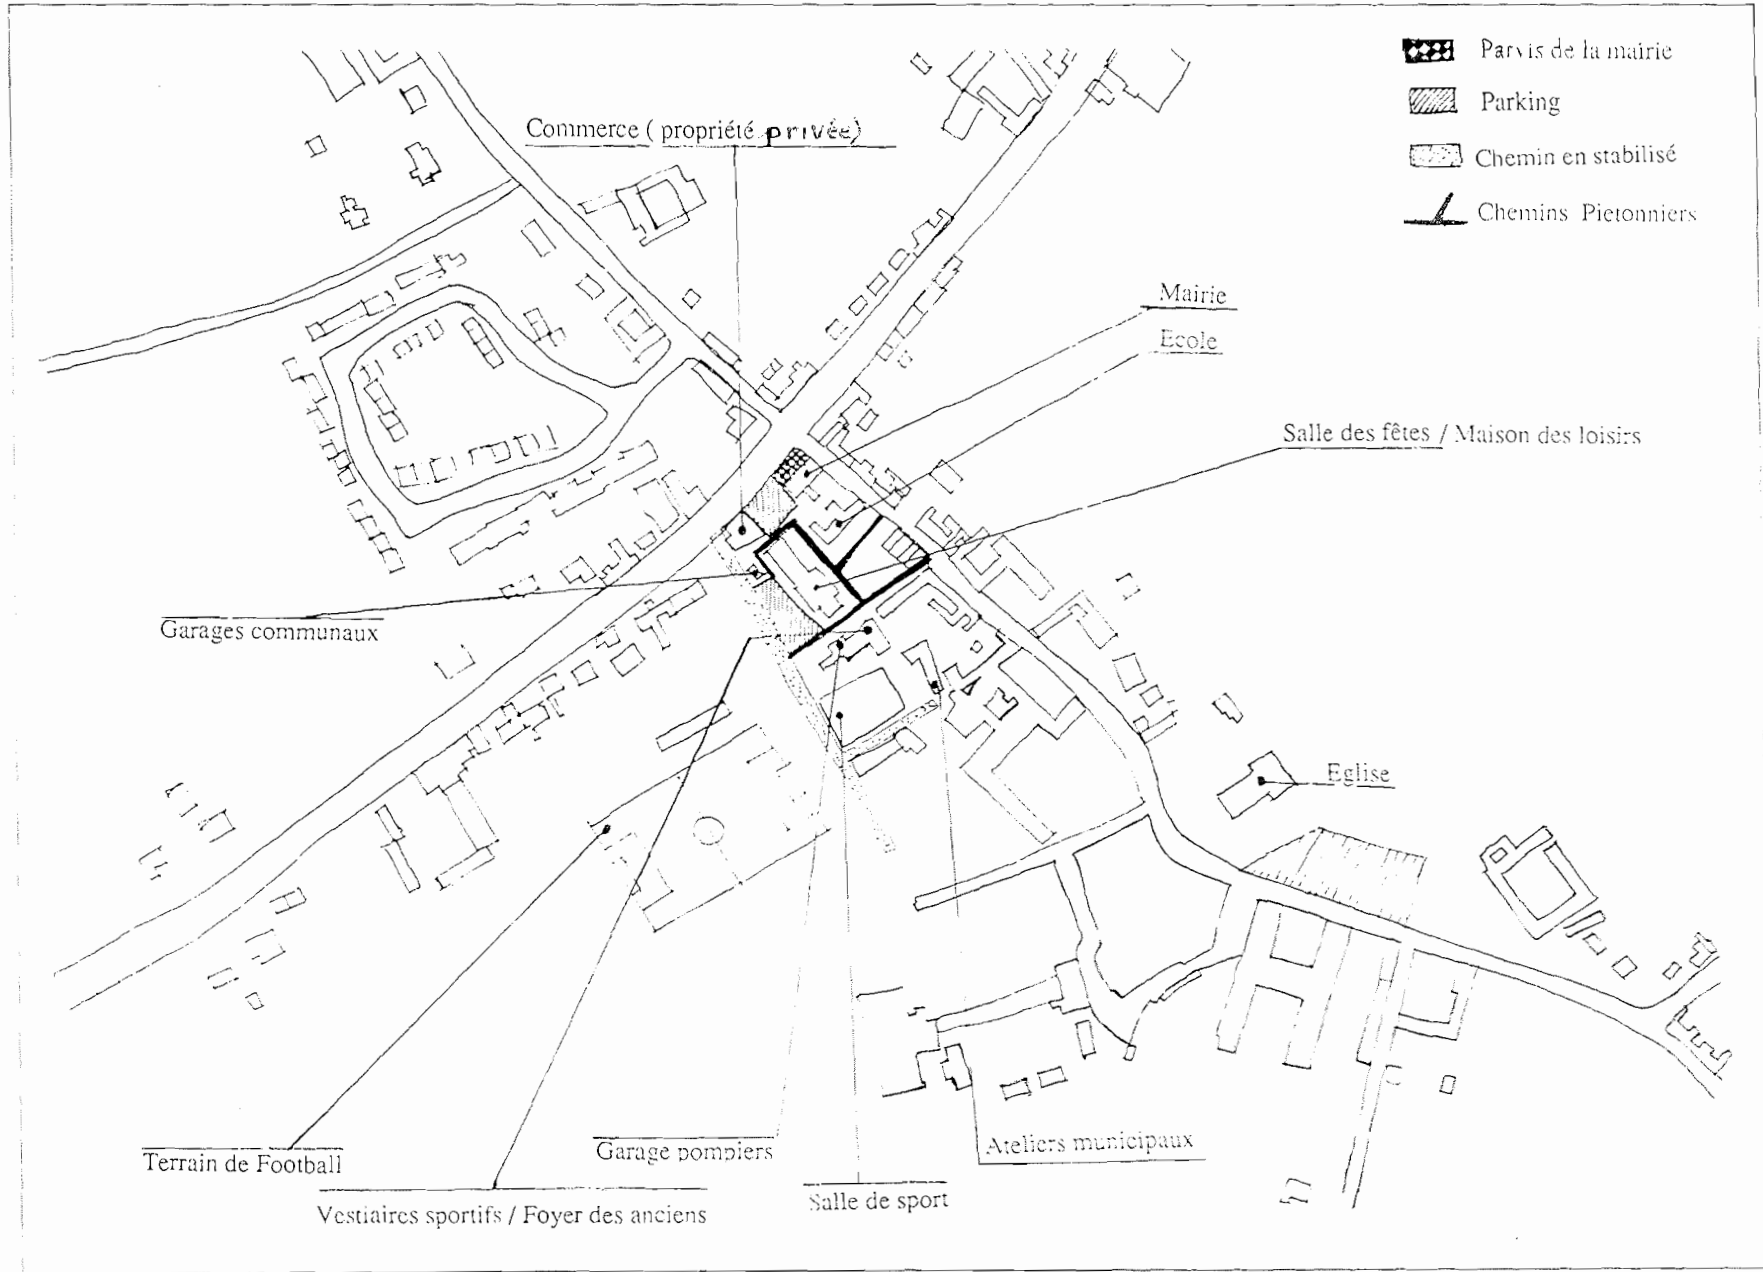 Parvis de la mairie
Parking
Chemin en stabilisé
Chemins Pietonniers
Commerce ( propriété privée)
Mairie
Ecole
Salle des fêtes / Maison des loisirs
Garages communaux
Eglise
Terrain de Football
Vestiaires sportifs / Foyer des anciens
Garage pompiers
Salle de sport
Ateliers municipaux